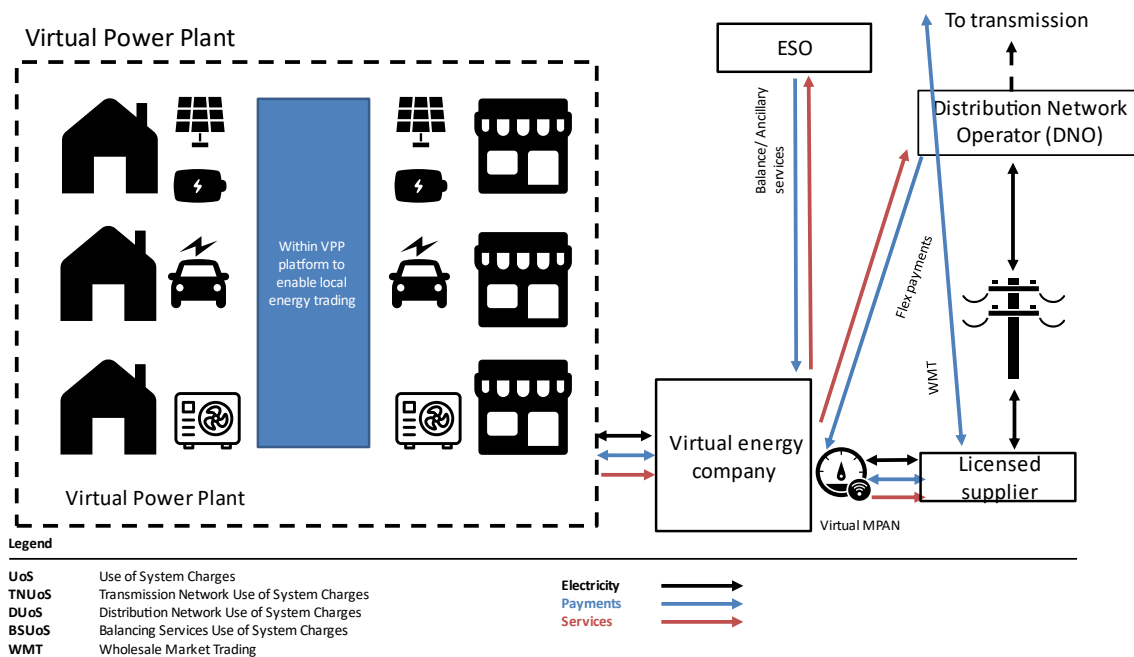 Virtual Power Plant
ESO
To transmission
Distribution Network
Operator (DNO)
Balance/ Ancillary
services
Within VPP
platform to
enable local
energy trading
Flex payments
WMT
Virtual energy
company
Licensed
supplier
Virtual MPAN
Virtual Power Plant
Legend
UoS Use of System Charges
TNUoS Transmission Network Use of System Charges
DUoS Distribution Network Use of System Charges
BSUoS Balancing Services Use of System Charges
WMT Wholesale Market Trading
Electricity
Payments
Services